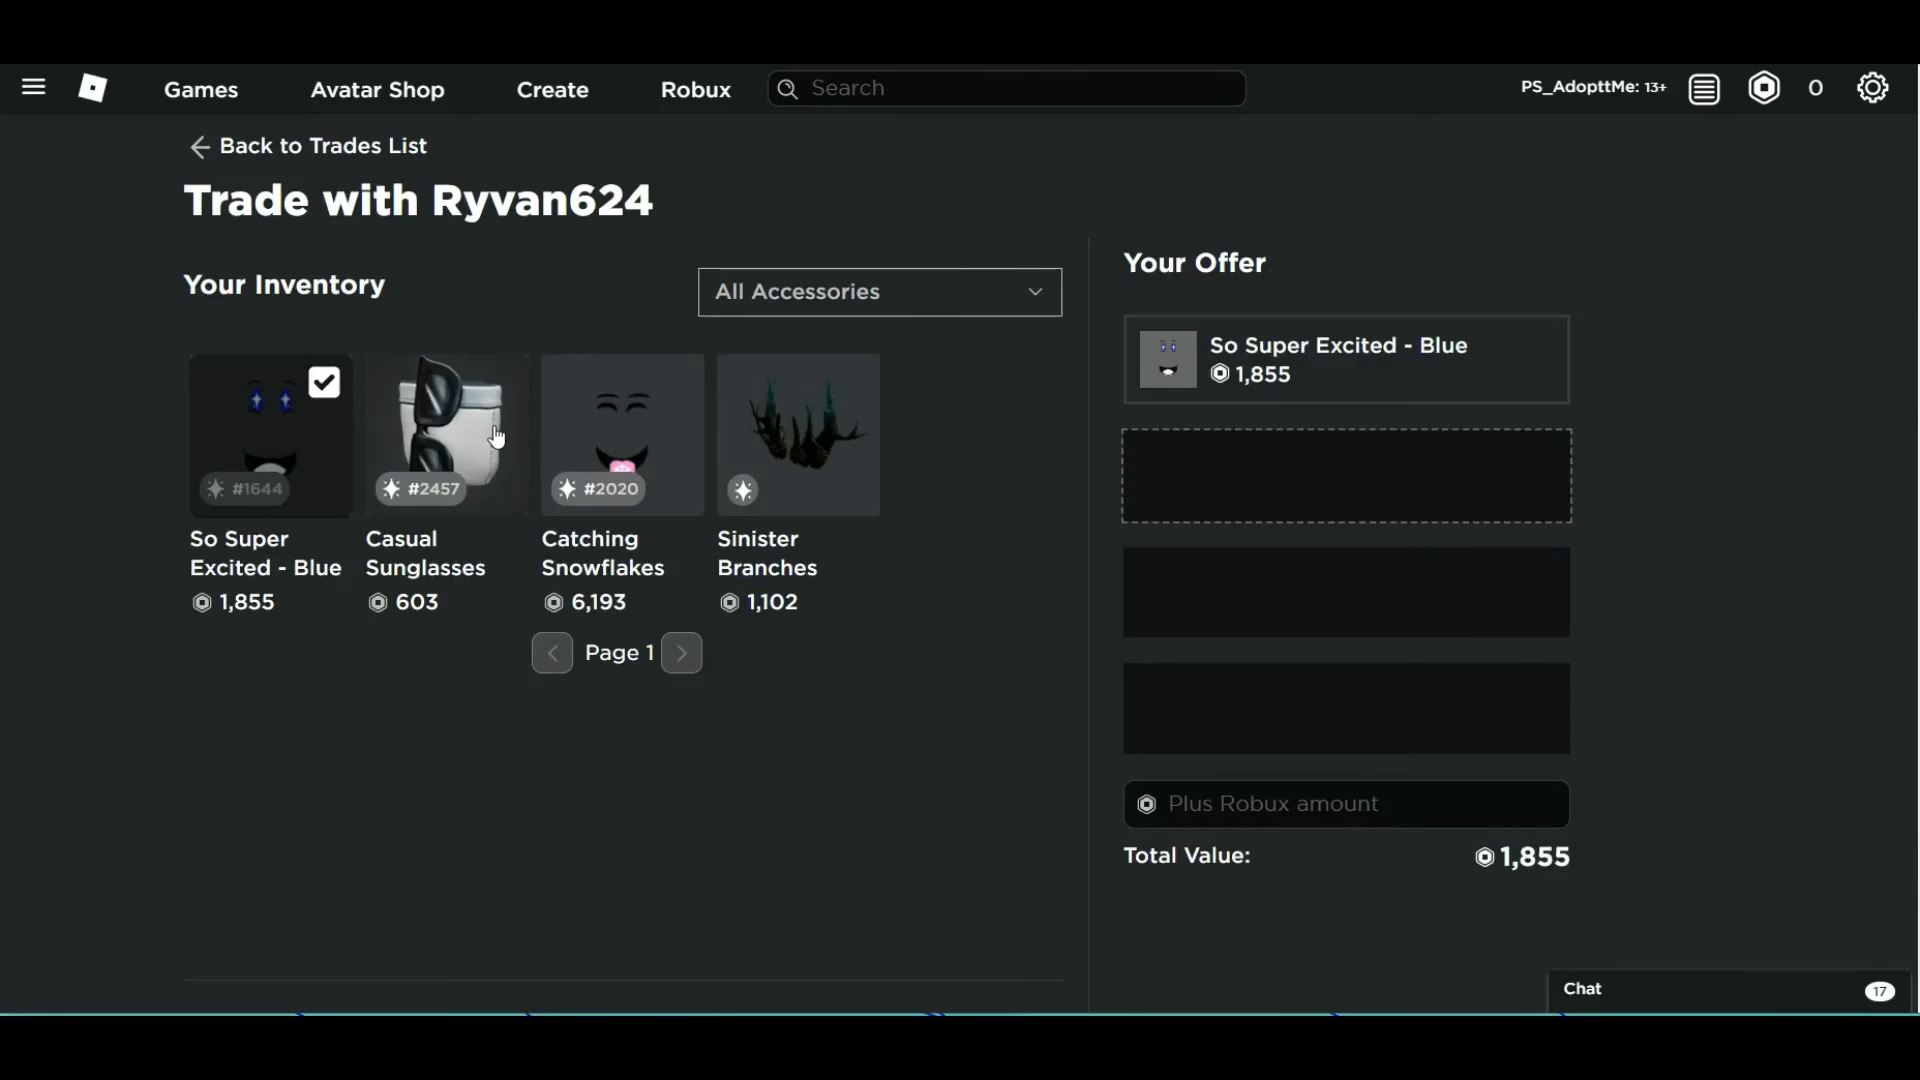 Games Avatar Shop Create Robux Search PS_AdopttMe: 13+ 0
Back to Trades List
Trade with Ryvan624
Your Inventory
All Accessories
#1644
So Super
Excited - Blue
1,855
#2457
Casual
Sunglasses
603
#2020
Catching
Snowflakes
6,193
Sinister
Branches
1,102
Page 1
Your Offer
So Super Excited - Blue
1,855
Plus Robux amount
Total Value: 1,855
Chat 17